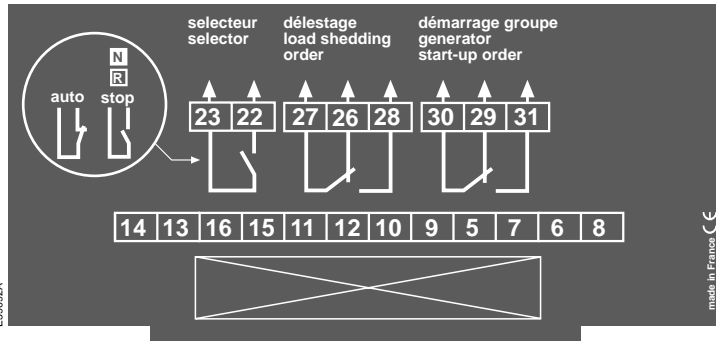 selecteur
selector
délestage
load shedding
order
démarrage groupe
generator
start-up order
N
R
auto stop
23 22 27 26 28 30 29 31
14 13 16 15 11 12 10 9 5 7 6 8
made in France CE